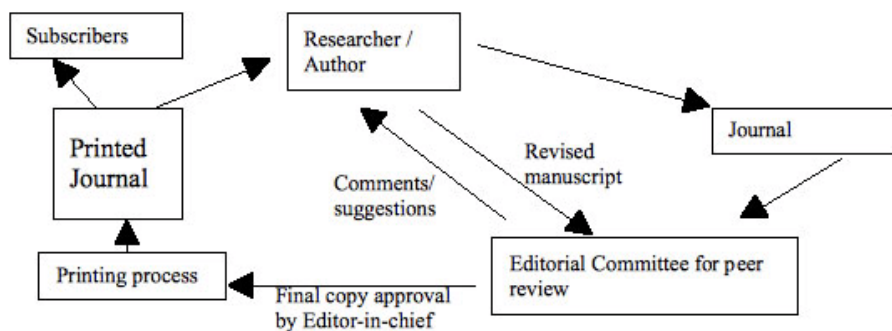 Subscribers
Researcher /
Author
Printed
Journal
Journal
Revised
manuscript
Comments/
suggestions
Editorial Committee for peer
review
Printing process
Final copy approval
by Editor-in-chief